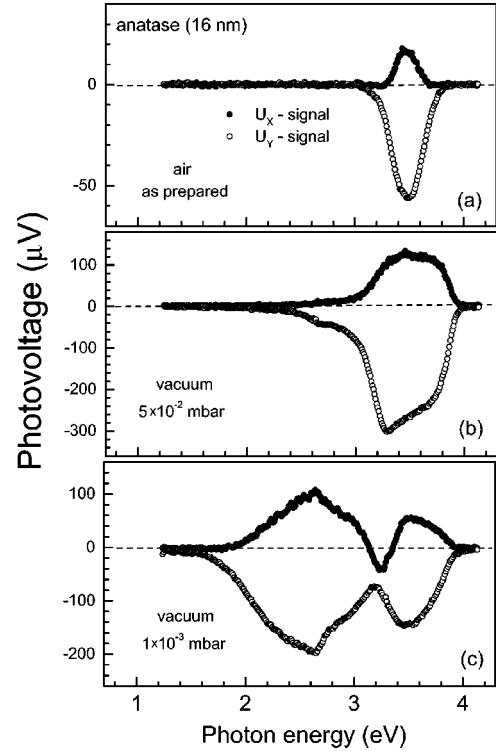 anatase (16 nm)
0
-50
U_X - signal
U_Y - signal
air
as prepared
(a)
Photovoltage (μV)
100
0
-100
-200
-300
vacuum
5×10⁻² mbar
(b)
100
0
-100
-200
vacuum
1×10⁻³ mbar
(c)
1 2 3 4
Photon energy (eV)